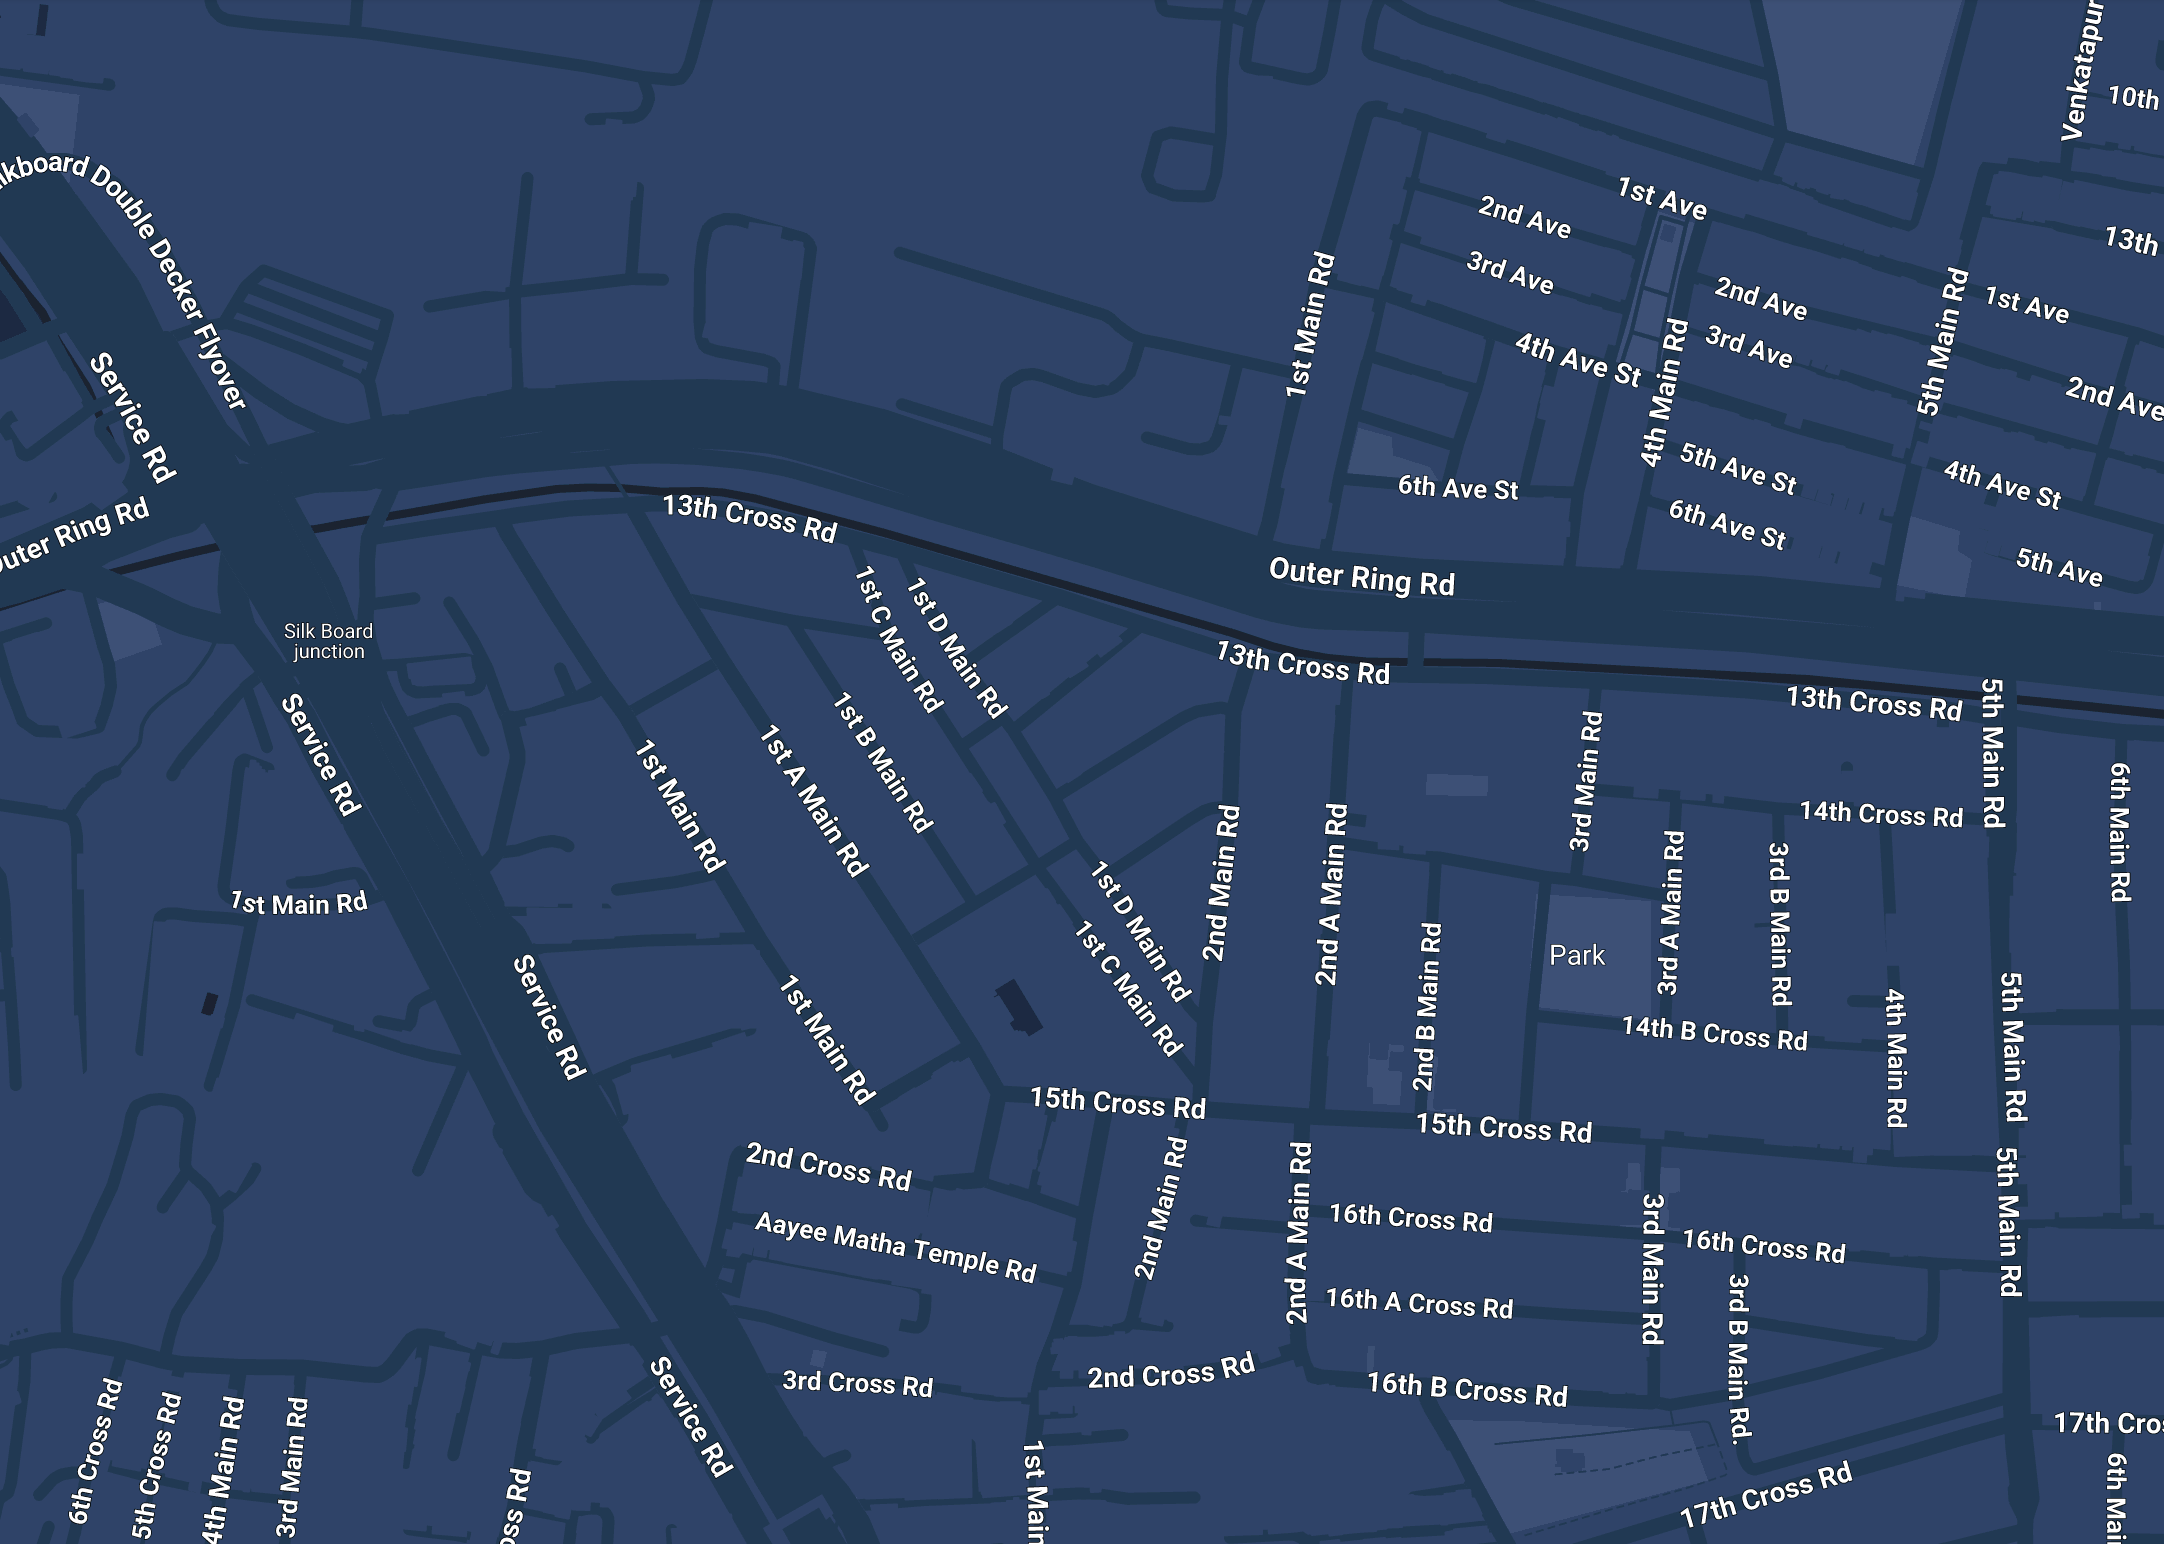 Venkatapur
10th
lkboard Double Decker Flyover
1st Ave
2nd Ave
13th
3rd Ave
1st Main Rd
2nd Ave
1st Ave
5th Main Rd
3rd Ave
4th Ave St
4th Main Rd
Service Rd
2nd Ave
5th Ave St
4th Ave St
6th Ave St
13th Cross Rd
Outer Ring Rd
6th Ave St
5th Ave
Outer Ring Rd
1st C Main Rd
1st D Main Rd
Silk Board
junction
13th Cross Rd
13th Cross Rd
5th Main Rd
Service Rd
1st B Main Rd
3rd Main Rd
1st A Main Rd
1st Main Rd
14th Cross Rd
6th Main Rd
2nd Main Rd
2nd A Main Rd
3rd A Main Rd
3rd B Main Rd
1st Main Rd
1st D Main Rd
1st C Main Rd
2nd B Main Rd
Park
Service Rd
1st Main Rd
14th B Cross Rd
4th Main Rd
5th Main Rd
15th Cross Rd
15th Cross Rd
2nd Cross Rd
2nd Main Rd
2nd A Main Rd
5th Main Rd
Aayee Matha Temple Rd
16th Cross Rd
3rd Main Rd
16th Cross Rd
16th A Cross Rd
3rd B Main Rd.
3rd Cross Rd
2nd Cross Rd
16th B Cross Rd
Service Rd
6th Cross Rd
5th Cross Rd
4th Main Rd
3rd Main Rd
oss Rd
1st Main
17th Cros
17th Cross Rd
6th Mai